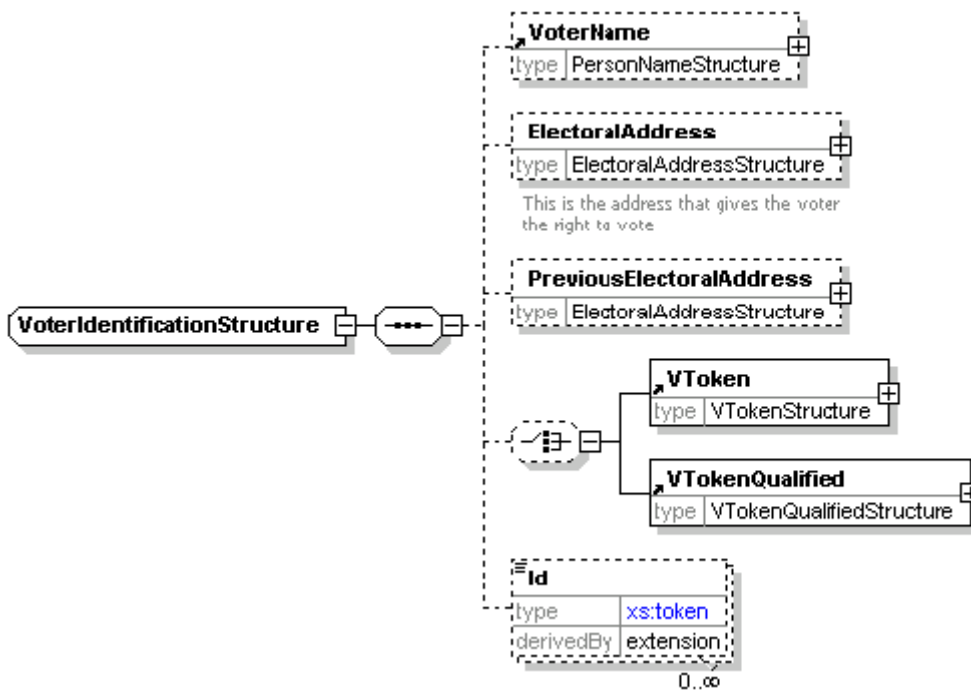 VoterName
type PersonNameStructure
ElectoralAddress
type ElectoralAddressStructure
This is the address that gives the voter
the right to vote
PreviousElectoralAddress
type ElectoralAddressStructure
VoterIdentificationStructure
VToken
type VTokenStructure
VTokenQualified
type VTokenQualifiedStructure
Id
type xs:token
derivedBy extension
0..∞